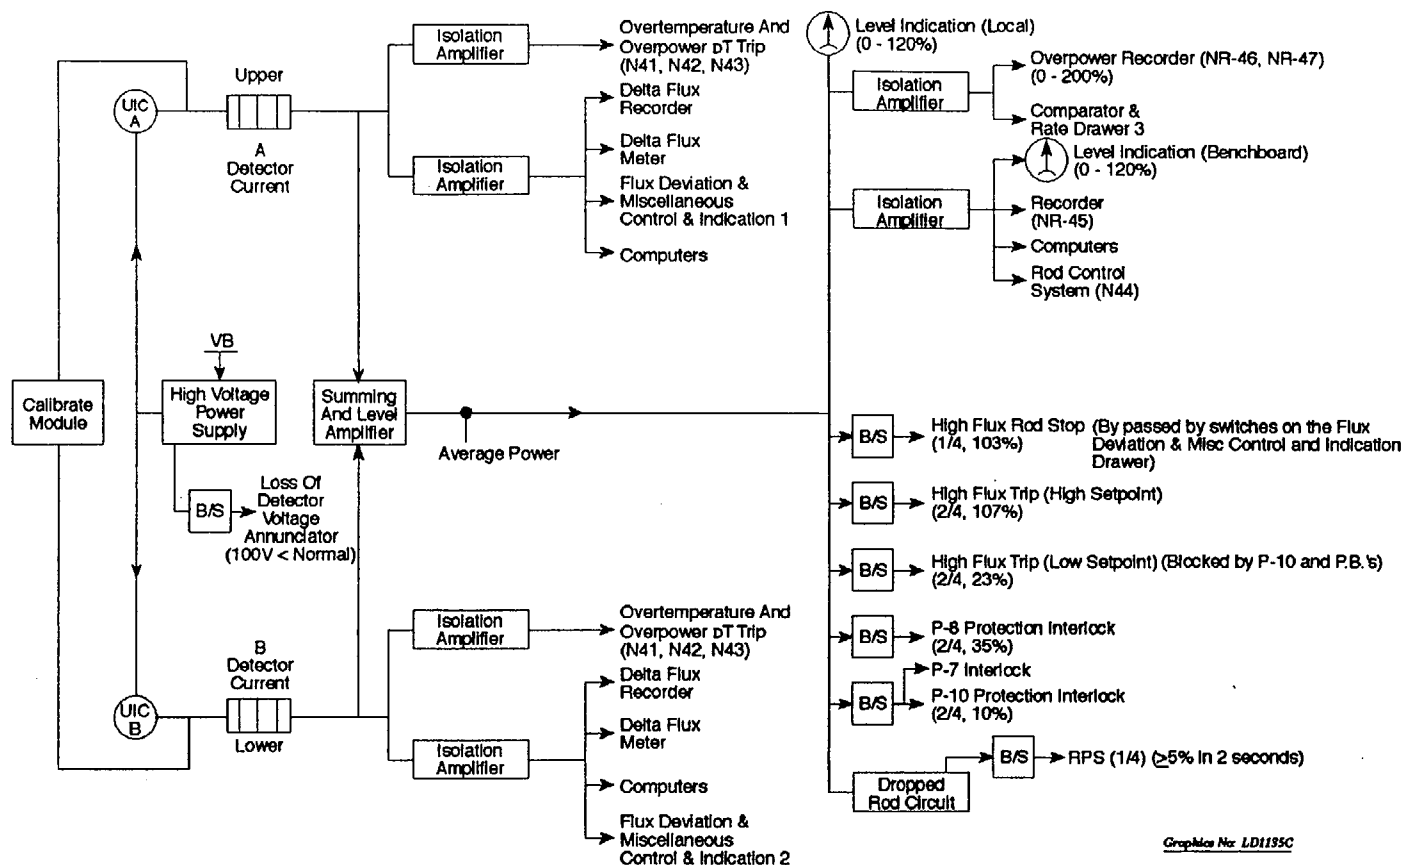 Upper
UIC
A
A
Detector
Current
Isolation
Amplifier
Overtemperature And
Overpower DT Trip
(N41, N42, N43)
Isolation
Amplifier
Delta Flux
Recorder
Delta Flux
Meter
Flux Deviation &
Miscellaneous
Control & Indication 1
Computers
Calibrate
Module
VB
High Voltage
Power
Supply
B/S
Loss Of
Detector
Voltage
Annunciator
(100V < Normal)
Summing
And Level
Amplifier
Average Power
UIC
B
B
Detector
Current
Lower
Isolation
Amplifier
Overtemperature And
Overpower DT Trip
(N41, N42, N43)
Isolation
Amplifier
Delta Flux
Recorder
Delta Flux
Meter
Computers
Flux Deviation &
Miscellaneous
Control & Indication 2
Level Indication (Local)
(0 - 120%)
Isolation
Amplifier
Overpower Recorder (NR-46, NR-47)
(0 - 200%)
Comparator &
Rate Drawer 3
Isolation
Amplifier
Level Indication (Benchboard)
(0 - 120%)
Recorder
(NR-45)
Computers
Rod Control
System (N44)
B/S
High Flux Rod Stop
(1/4, 103%)
(By passed by switches on the Flux
Deviation & Misc Control and Indication
Drawer)
B/S
High Flux Trip (High Setpoint)
(2/4, 107%)
B/S
High Flux Trip (Low Setpoint) (Blocked by P-10 and P.B.'s)
(2/4, 23%)
B/S
P-8 Protection Interlock
(2/4, 35%)
B/S
P-7 Interlock
P-10 Protection Interlock
(2/4, 10%)
Dropped
Rod Circuit
B/S
RPS (1/4) (≥5% in 2 seconds)
Graphics No: LD1135C